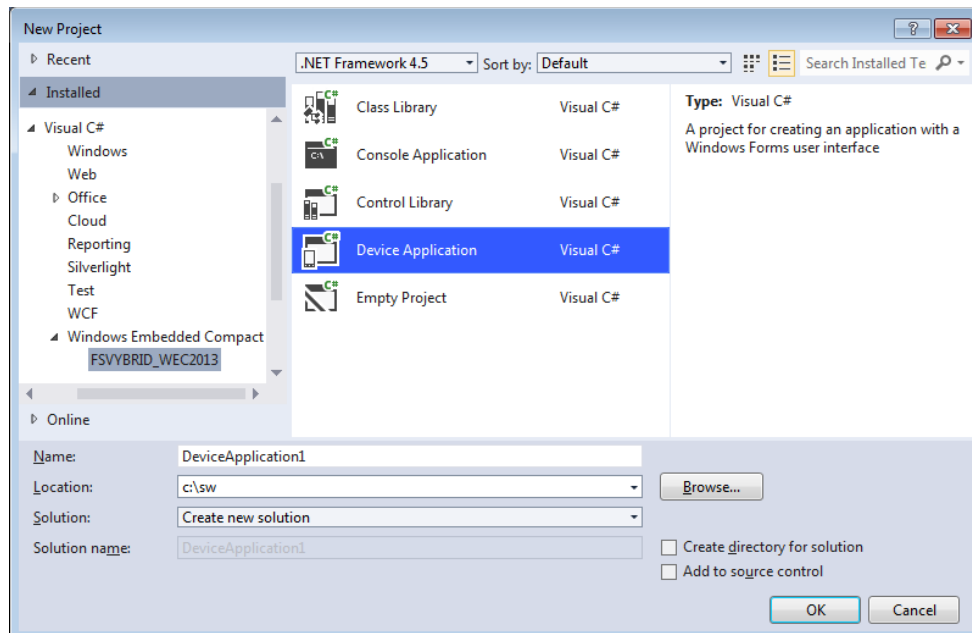 New Project
Recent
.NET Framework 4.5
Sort by: Default
Search Installed Te
Installed
Visual C#
Windows
Web
Office
Cloud
Reporting
Silverlight
Test
WCF
Windows Embedded Compact
FSVYBRID_WEC2013
Online
Class Library Visual C#
Console Application Visual C#
Control Library Visual C#
Device Application Visual C#
Empty Project Visual C#
Type: Visual C#
A project for creating an application with a
Windows Forms user interface
Name: DeviceApplication1
Location: c:\sw
Browse...
Solution: Create new solution
Solution name: DeviceApplication1
Create directory for solution
Add to source control
OK
Cancel